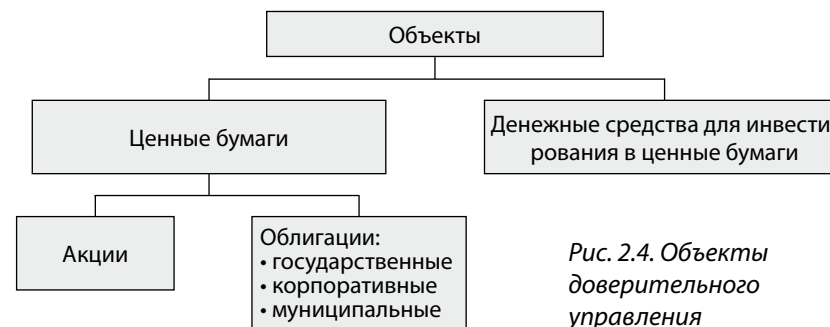 Объекты
Ценные бумаги
Денежные средства для инвести
рования в ценные бумаги
Акции
Облигации:
• государственные
• корпоративные
• муниципальные
Рис. 2.4. Объекты
доверительного
управления